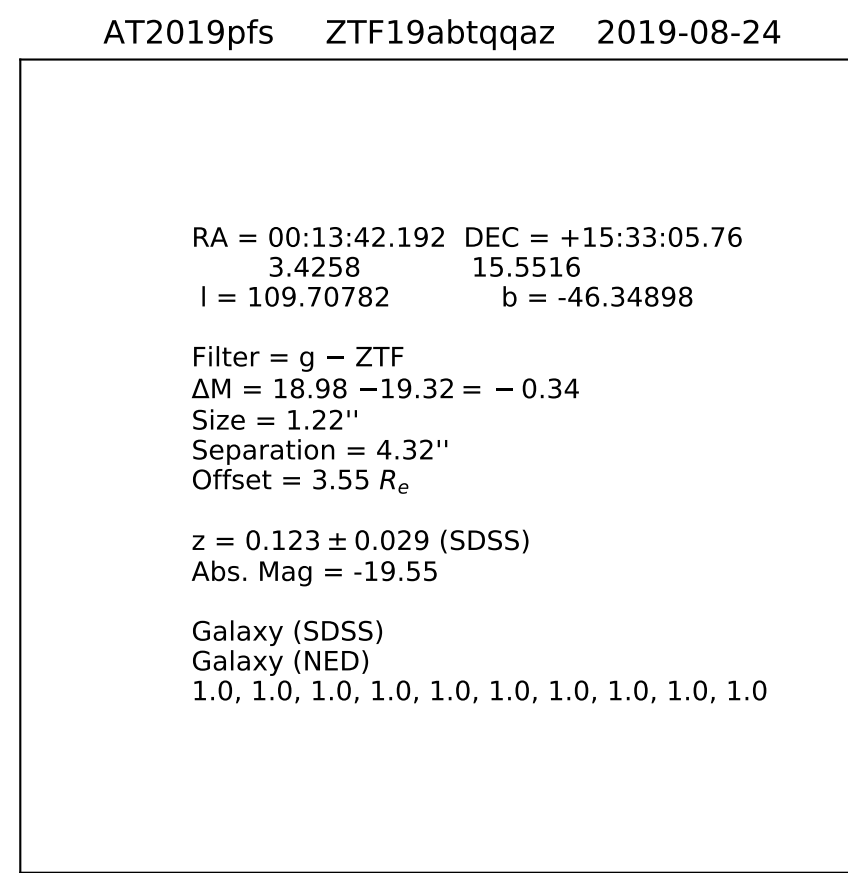 AT2019pfs ZTF19abtqqaz 2019-08-24
RA = 00:13:42.192 DEC = +15:33:05.76
3.4258 15.5516
l = 109.70782 b = -46.34898
Filter = g − ZTF
ΔM = 18.98 −19.32 = − 0.34
Size = 1.22''
Separation = 4.32''
Offset = 3.55 Rₑ
z = 0.123 ± 0.029 (SDSS)
Abs. Mag = -19.55
Galaxy (SDSS)
Galaxy (NED)
1.0, 1.0, 1.0, 1.0, 1.0, 1.0, 1.0, 1.0, 1.0, 1.0